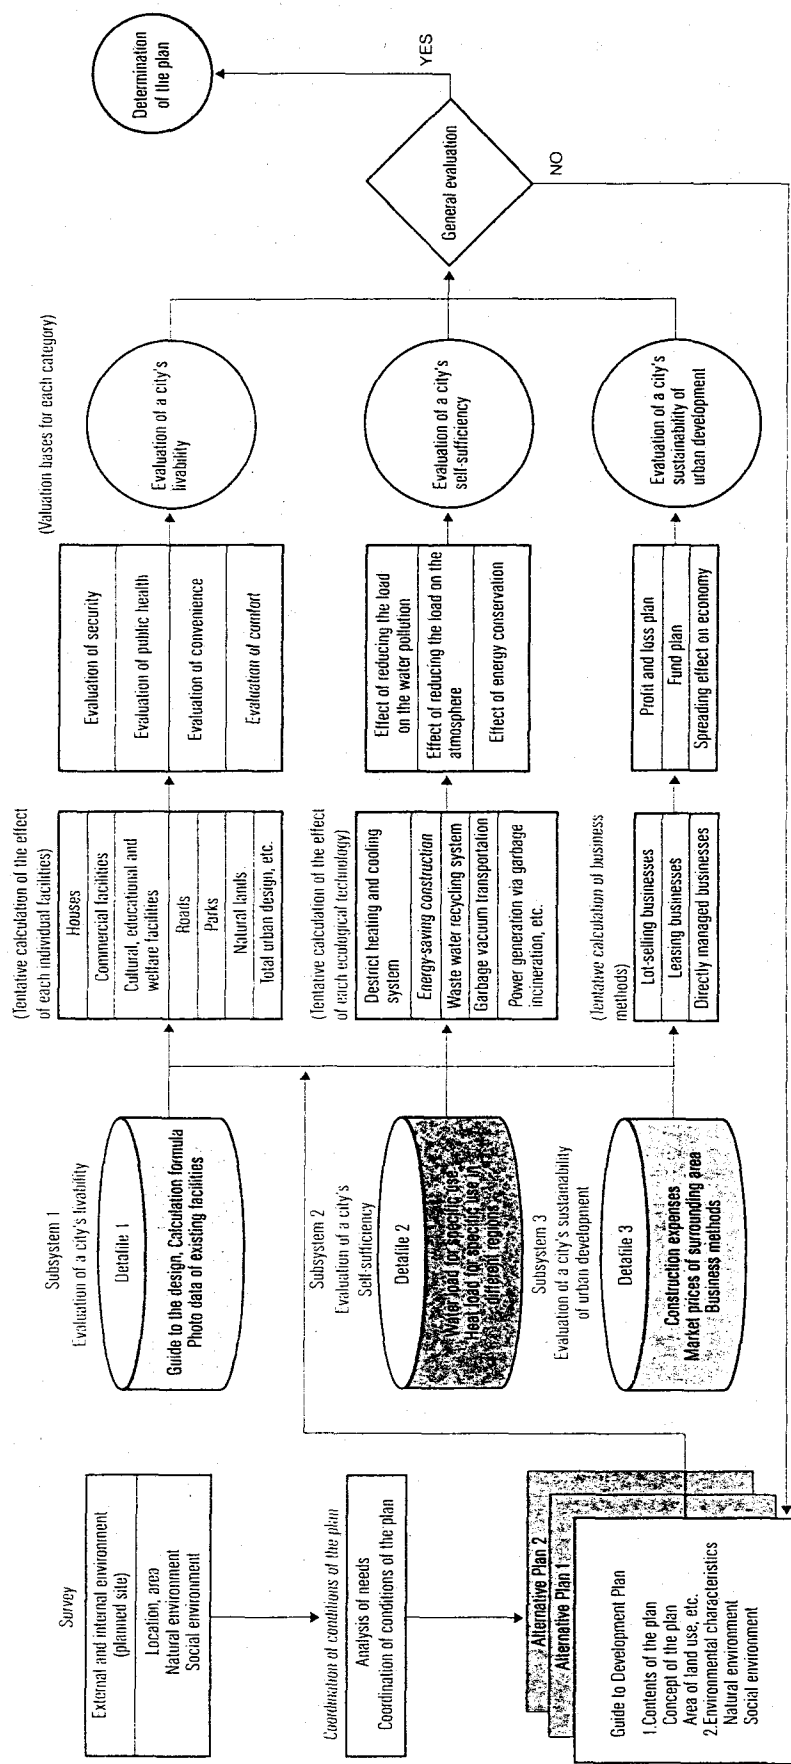 Survey
External and internal environment
(planned site)
Location, area
Natural environment
Social environment
Coordination of conditions of the plan
Analysis of needs
Coordination of conditions of the plan
Alternative Plan 2
Alternative Plan 1
Guide to Development Plan
1.Contents of the plan
Concept of the plan
Area of land use, etc.
2.Environmental characteristics
Natural environment
Social environment
Subsystem 1
Evaluation of a city's livability
Detafile 1
Guide to the design, Calculation formula
Photo data of existing facilities
Subsystem 2
Evaluation of a city's
Self-sufficiency
Detafile 2
Water load for specific use
Heat load for specific use in
different regions
Subsystem 3
Evaluation of a city's sustainability
of urban development
Detafile 3
Construction expenses
Market prices of surrounding area
Business methods
(Tentative calculation of the effect
of each individual facilities)
Houses
Commercial facilities
Cultural, educational and
welfare facilities
Roads
Parks
Natural lands
Total urban design, etc.
(Tentative calculation of the effect
of each ecological technology)
Destrict heating and cooling
system
Energy-saving construction
Waste water recycling system
Garbage vacuum transportation
Power generation via garbage
incineration, etc.
(Tentative calculation of business
methods)
Lot-selling businesses
Leasing businesses
Directly managed businesses
Evaluation of security
Evaluation of public health
Evaluation of convenience
Evaluation of comfort
Effect of reducing the load
on the water pollution
Effect of reducing the load on the
atmosphere
Effect of energy conservation
Profit and loss plan
Fund plan
Spreading effect on economy
(Valuation bases for each category)
Evaluation of a city's
livability
Evaluation of a city's
self-sufficiency
Evaluation of a city's
sustainability of
urban development
General evaluation
YES
NO
Determination
of the plan